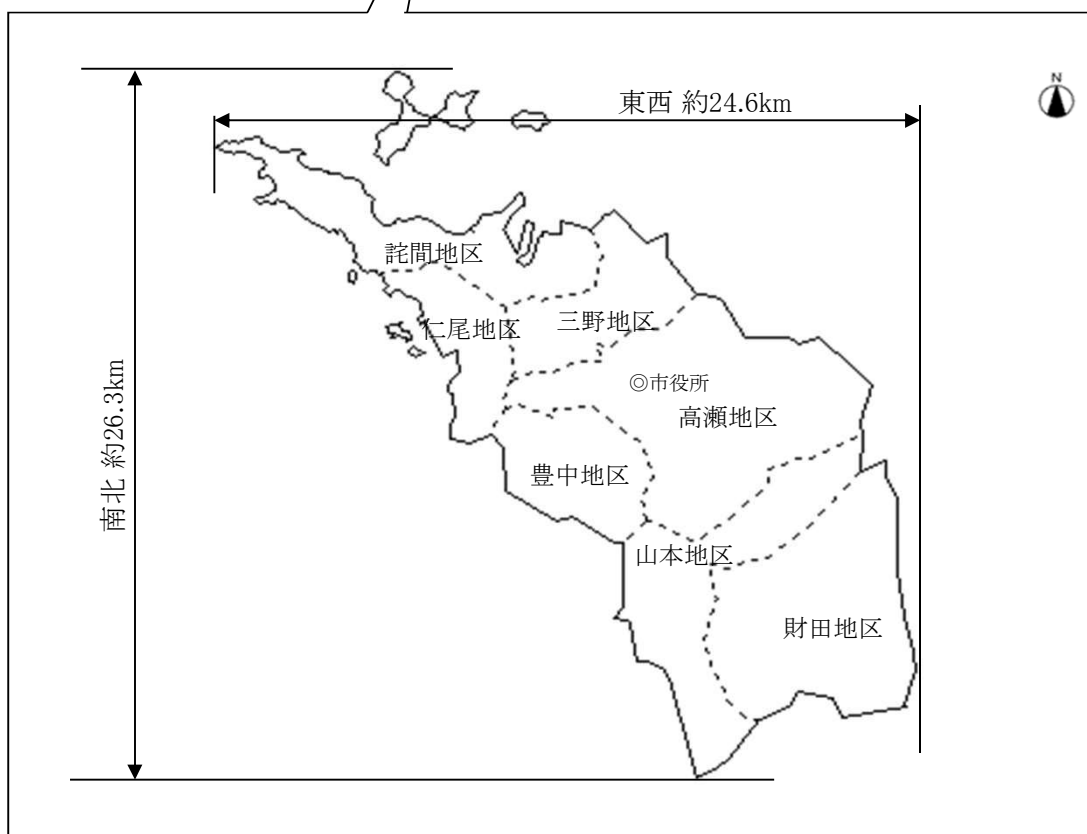 N
東西 約24.6km
詫間地区
仁尾地区
三野地区
◎市役所
高瀬地区
南北 約26.3km
豊中地区
山本地区
財田地区